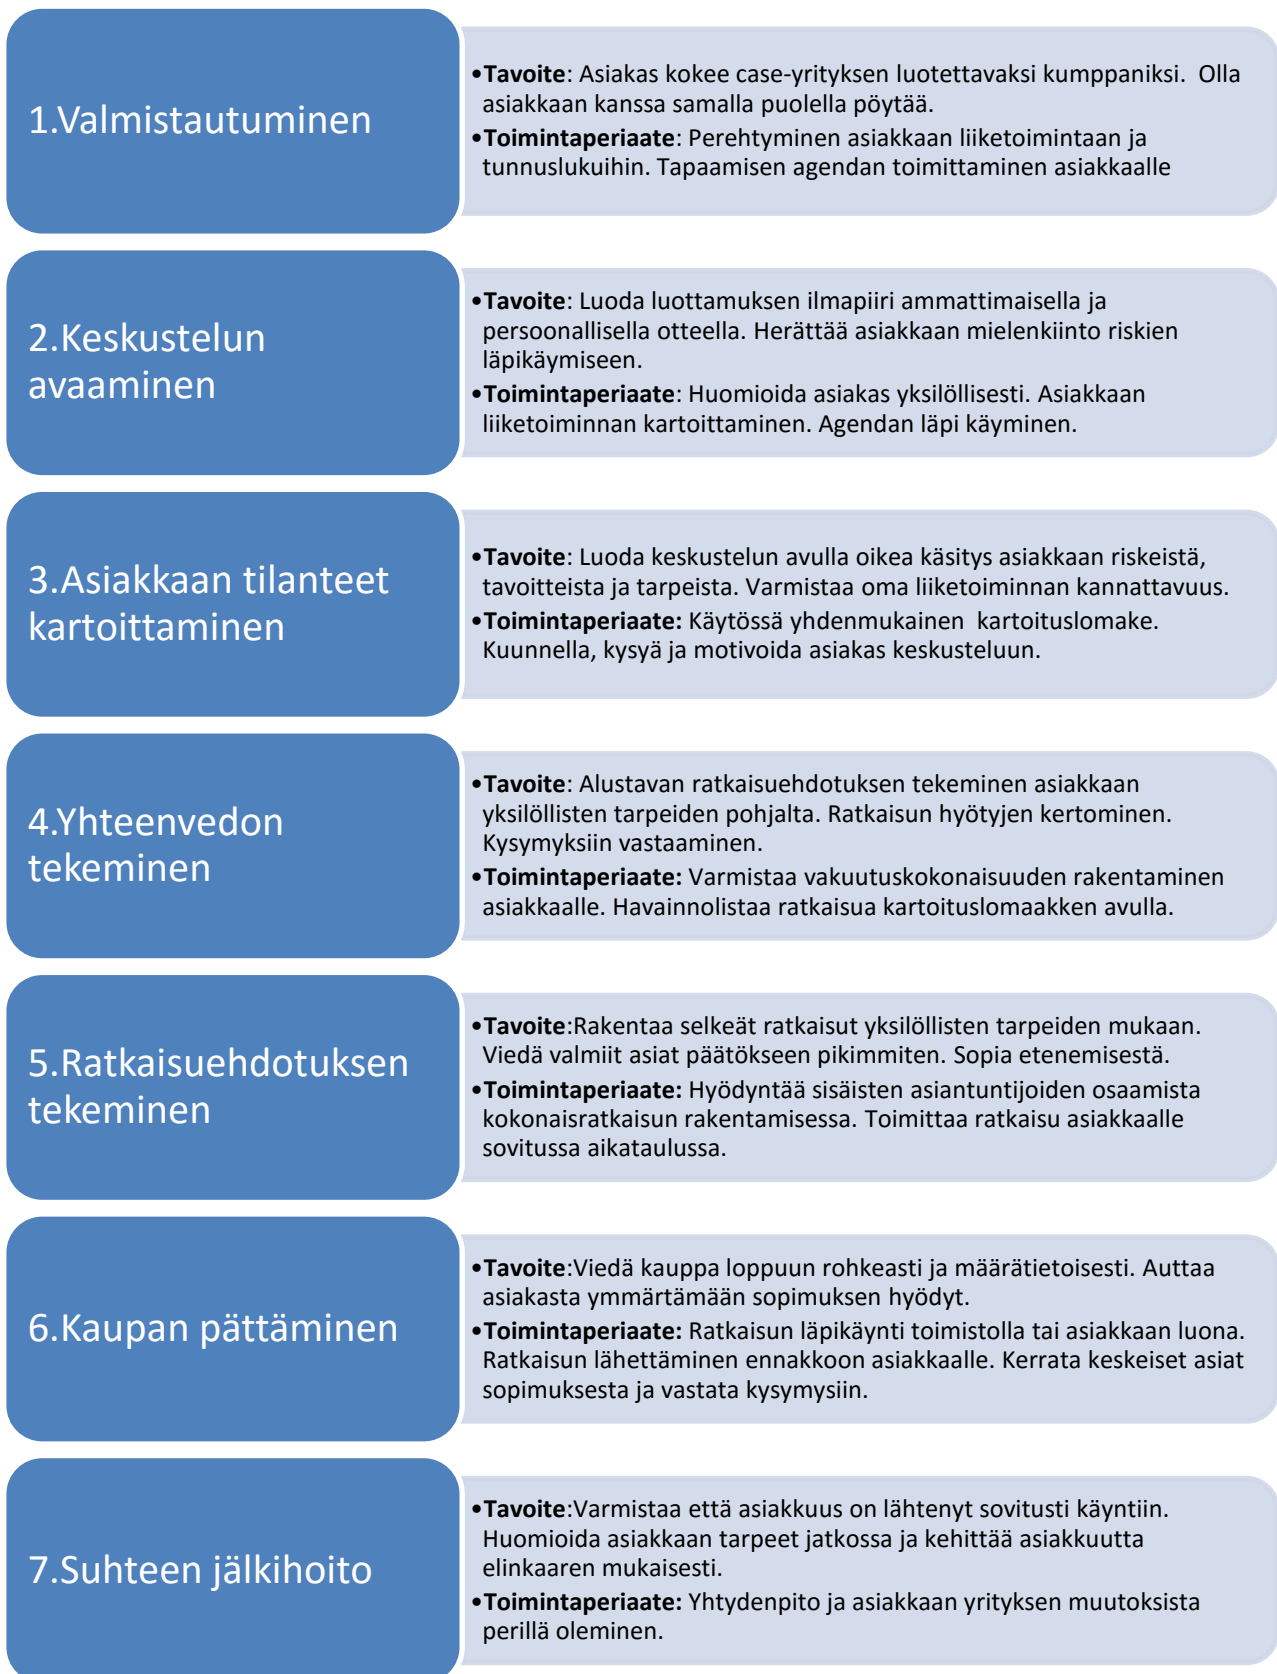 1.Valmistautuminen
•Tavoite: Asiakas kokee case-yrityksen luotettavaksi kumppaniksi.  Olla
asiakkaan kanssa samalla puolella pöytää.
•Toimintaperiaate: Perehtyminen asiakkaan liiketoimintaan ja
tunnuslukuihin. Tapaamisen agendan toimittaminen asiakkaalle
2.Keskustelun
avaaminen
•Tavoite: Luoda luottamuksen ilmapiiri ammattimaisella ja
persoonallisella otteella. Herättää asiakkaan mielenkiinto riskien
läpikäymiseen.
•Toimintaperiaate: Huomioida asiakas yksilöllisesti. Asiakkaan
liiketoiminnan kartoittaminen. Agendan läpi käyminen.
3.Asiakkaan tilanteet
kartoittaminen
•Tavoite: Luoda keskustelun avulla oikea käsitys asiakkaan riskeistä,
tavoitteista ja tarpeista. Varmistaa oma liiketoiminnan kannattavuus.
•Toimintaperiaate: Käytössä yhdenmukainen  kartoituslomake.
Kuunnella, kysyä ja motivoida asiakas keskusteluun.
4.Yhteenvedon
tekeminen
•Tavoite: Alustavan ratkaisuehdotuksen tekeminen asiakkaan
yksilöllisten tarpeiden pohjalta. Ratkaisun hyötyjen kertominen.
Kysymyksiin vastaaminen.
•Toimintaperiaate: Varmistaa vakuutuskokonaisuuden rakentaminen
asiakkaalle. Havainnolistaa ratkaisua kartoituslomaakken avulla.
5.Ratkaisuehdotuksen
tekeminen
•Tavoite:Rakentaa selkeät ratkaisut yksilöllisten tarpeiden mukaan.
Viedä valmiit asiat päätökseen pikimmiten. Sopia etenemisestä.
•Toimintaperiaate: Hyödyntää sisäisten asiantuntijoiden osaamista
kokonaisratkaisun rakentamisessa. Toimittaa ratkaisu asiakkaalle
sovitussa aikataulussa.
6.Kaupan pättäminen
•Tavoite:Viedä kauppa loppuun rohkeasti ja määrätietoisesti. Auttaa
asiakasta ymmärtämään sopimuksen hyödyt.
•Toimintaperiaate: Ratkaisun läpikäynti toimistolla tai asiakkaan luona.
Ratkaisun lähettäminen ennakkoon asiakkaalle. Kerrata keskeiset asiat
sopimuksesta ja vastata kysymysiin.
7.Suhteen jälkihoito
•Tavoite:Varmistaa että asiakkuus on lähtenyt sovitusti käyntiin.
Huomioida asiakkaan tarpeet jatkossa ja kehittää asiakkuutta
elinkaaren mukaisesti.
•Toimintaperiaate: Yhtydenpito ja asiakkaan yrityksen muutoksista
perillä oleminen.